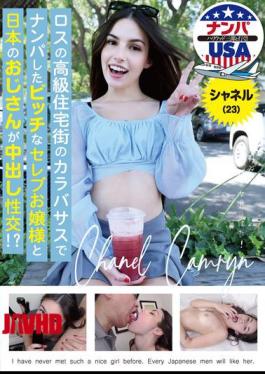 ナンパ
USA
シャネル
(23)
ロスの高級住宅街のカラバサスで
ナンパしたビッチなセレブお嬢様と
日本のおじさんが中出し性交!?
Chanel Camryn
JAVHD
I have never met such a nice girl before. Every Japanese men will like her.